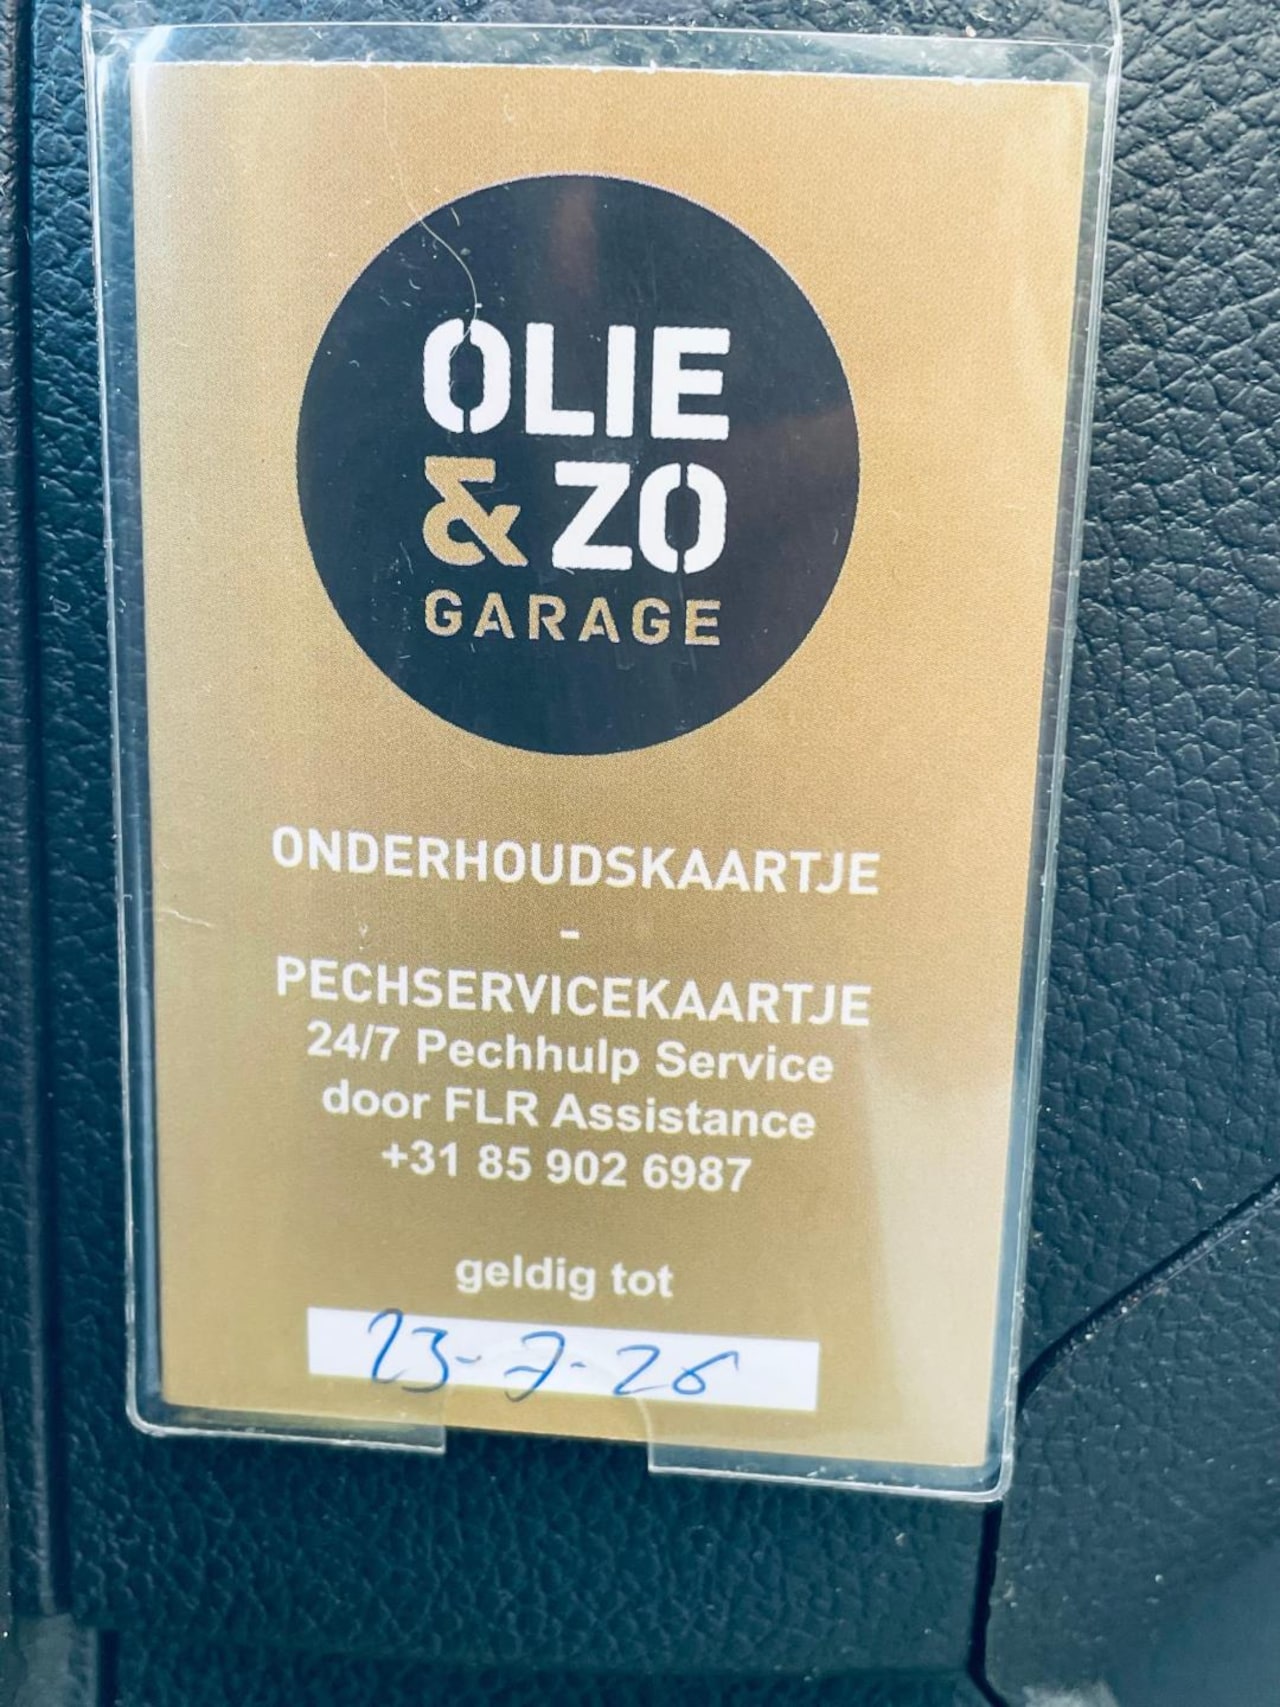 OLIE
& ZO
GARAGE
ONDERHOUDSKAARTJE
-
PECHSERVICEKAARTJE
24/7 Pechhulp Service
door FLR Assistance
+31 85 902 6987
geldig tot
23-7-26